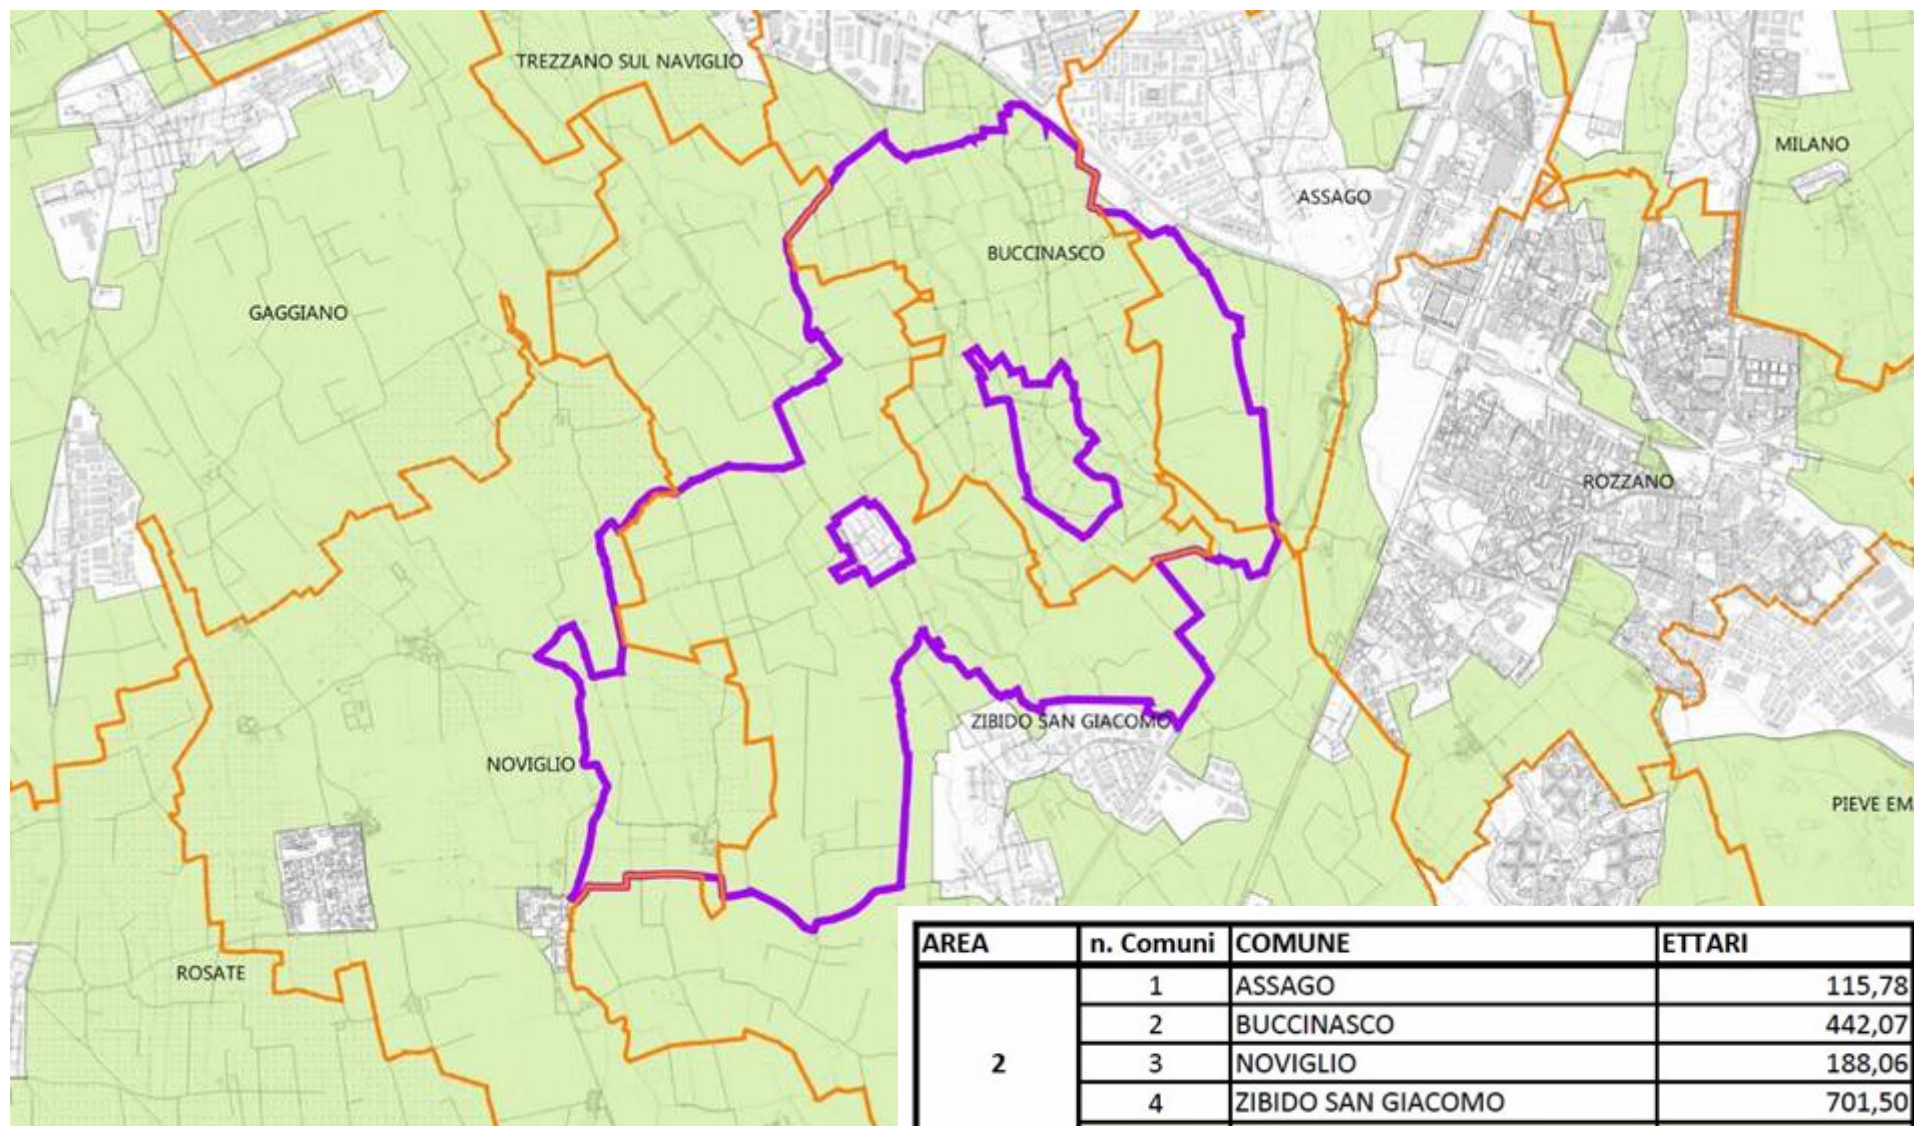 TREZZANO SUL NAVIGLIO
MILANO
ASSAGO
BUCCINASCO
GAGGIANO
ROZZANO
ZIBIDO SAN GIACOMO
NOVIGLIO
PIEVE EM
ROSATE
AREA n. Comuni COMUNE ETTARI
1 ASSAGO 115,78
2 BUCCINASCO 442,07
2 3 NOVIGLIO 188,06
4 ZIBIDO SAN GIACOMO 701,50